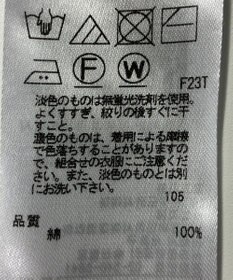 F
W
F23T
淡色のものは無蛍光洗剤を使用。
よくすすぎ、絞りの後すぐに干
すこと。
濃色のものは、着用による摩擦
で色落ちすることがありますの
で、組合せの衣服にご注意くださ
い。また、淡色のものとは別
にお洗い下さい。
105
品質
綿 100%